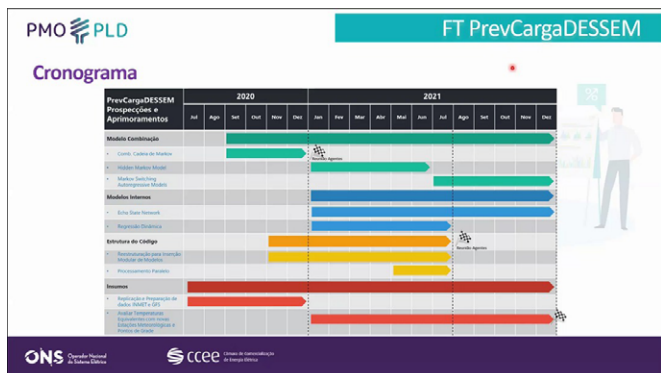 PMO PLD
FT PrevCargaDESSEM
Cronograma
PrevCargaDESSEM
Prospecções e
Aprimoramentos
2020
2021
Jul Ago Set Out Nov Dez Jan Fev Mar Abr Mai Jun Jul Ago Set Out Nov Dez
Modelo Combinação
Comb. Cadeia de Markov
Reunião Agentes
Hidden Markov Model
Markov Switching
Autoregressive Models
Modelos Internos
Echo State Network
Regressão Dinâmica
Estrutura do Código
Reunião Agentes
Reestruturação para Inserção
Modular de Modelos
Processamento Paralelo
Insumos
Replicação e Preparação de
dados INMET e GFS
Avaliar Temperaturas
Equivalentes com novas
Estações Meteorológicas e
Pontos de Grade
ONS Operador Nacional
do Sistema Elétrico
ccee Câmara de Comercialização
de Energia Elétrica